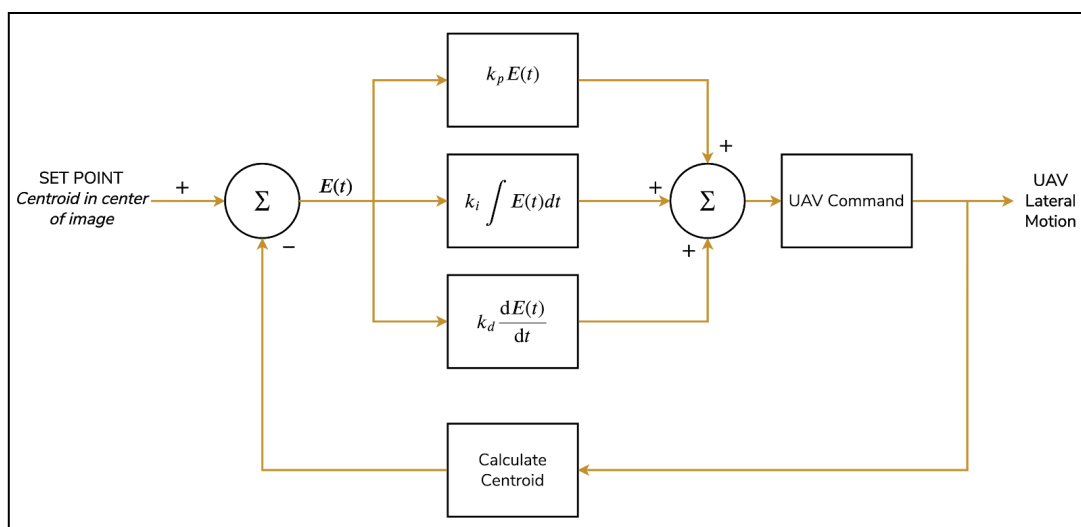 k_p E(t)
+
SET POINT
Centroid in center
of image
+
Σ
E(t)
k_i ∫ E(t)dt
+
Σ
UAV Command
UAV
Lateral
Motion
−
+
k_d dE(t)/dt
Calculate
Centroid